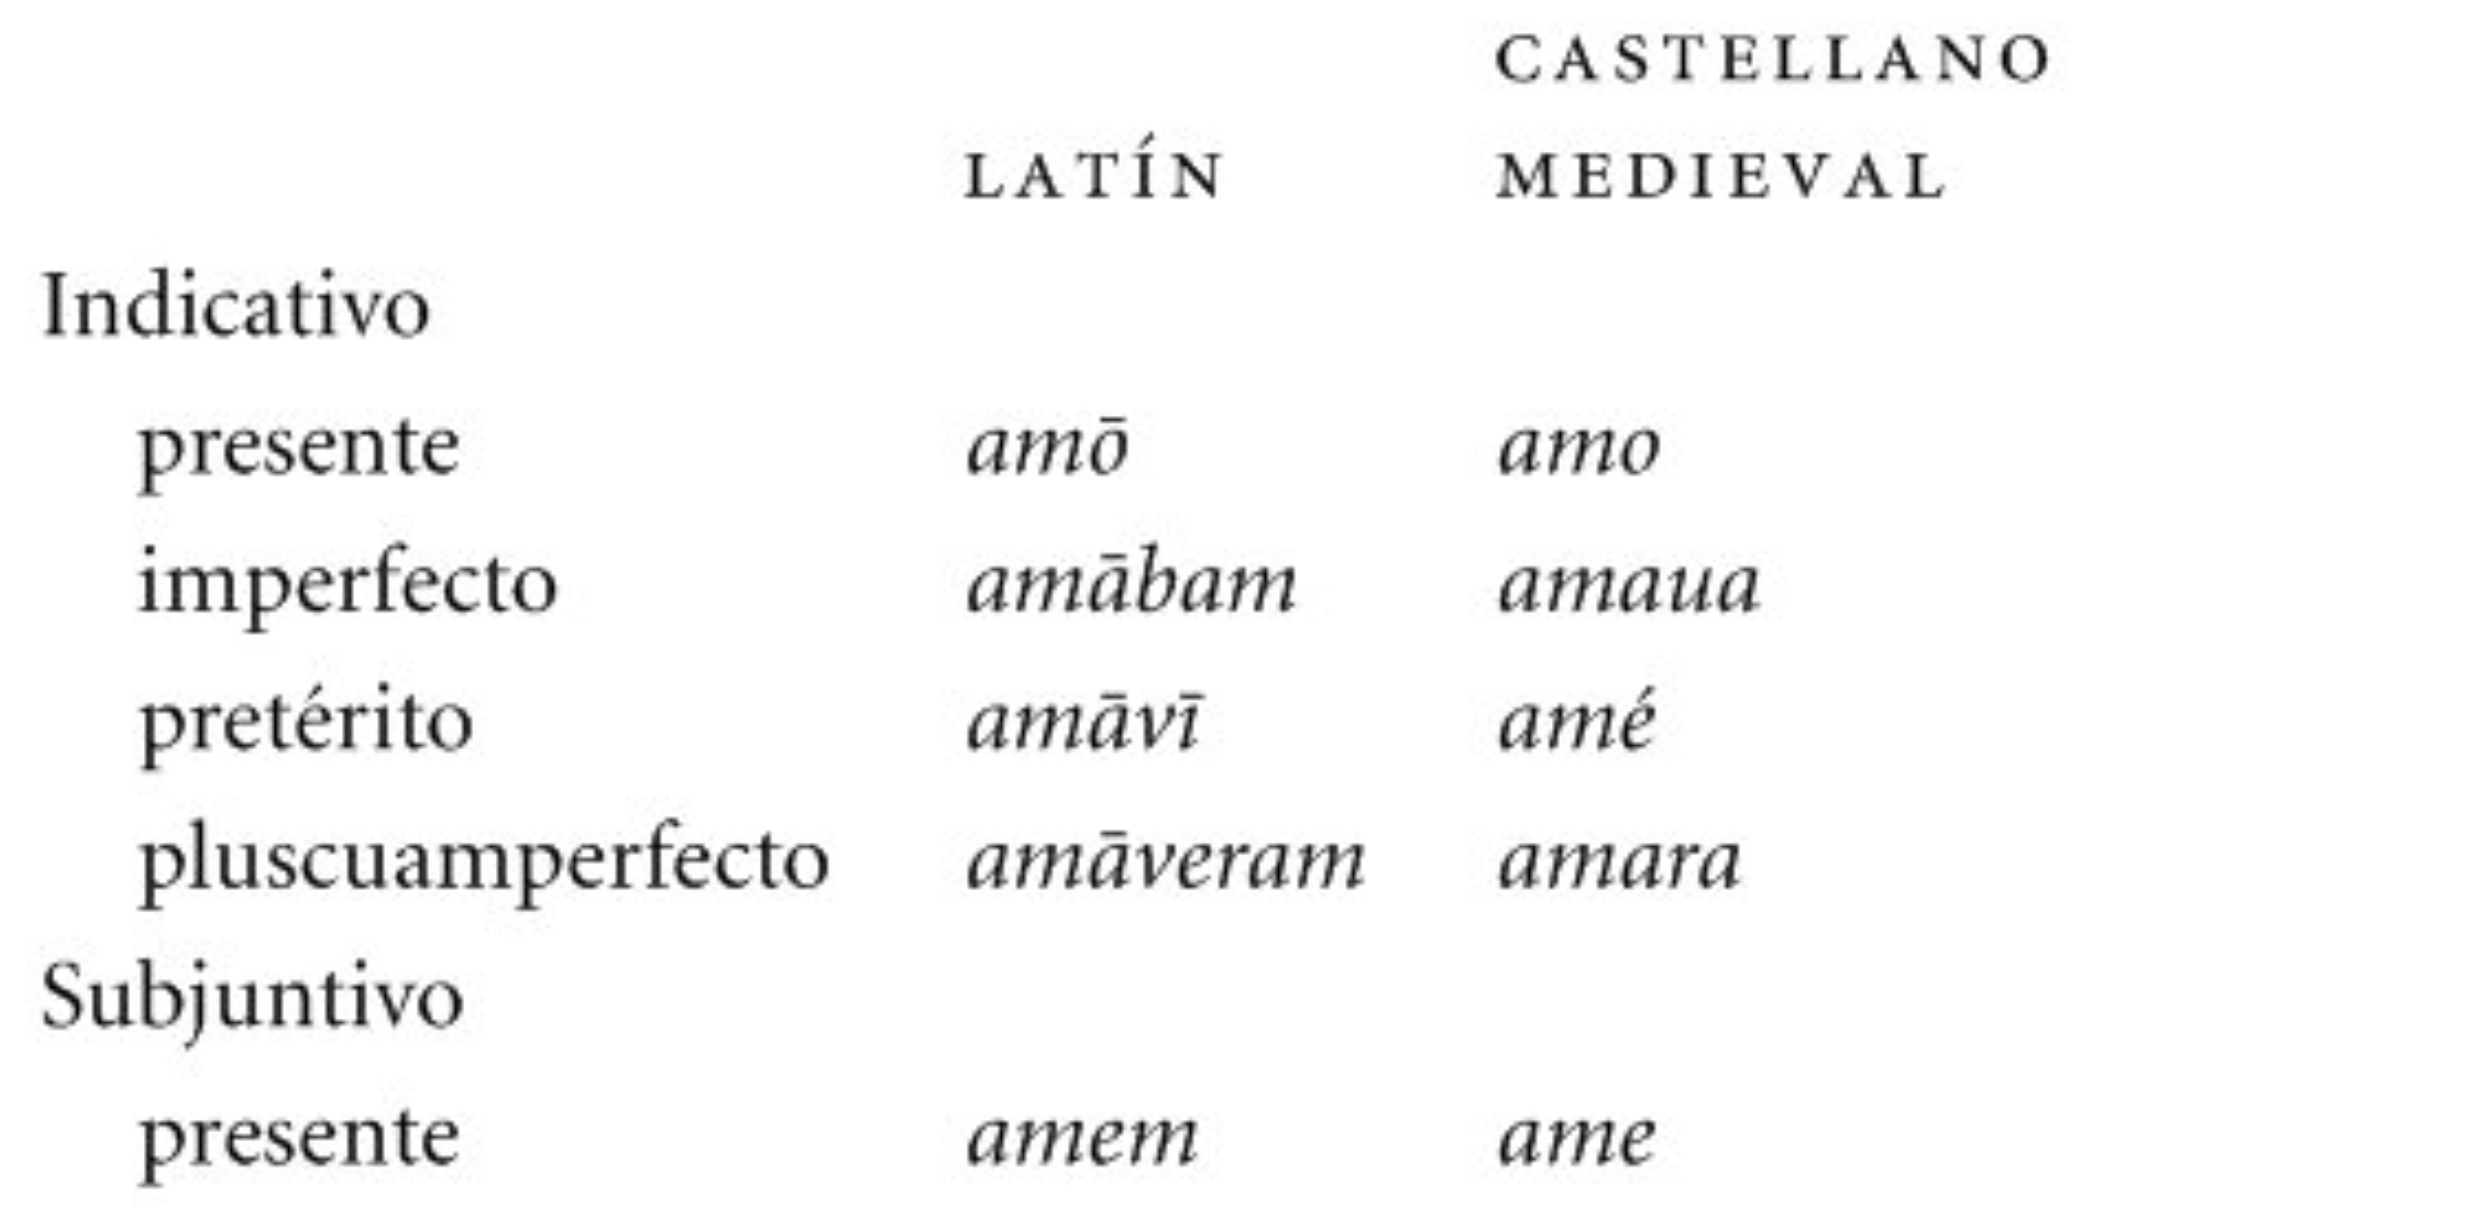 CASTELLANO
LATÍN MEDIEVAL
Indicativo
presente amō amo
imperfecto amābam amaua
pretérito amāvī amé
pluscuamperfecto amāveram amara
Subjuntivo
presente amem ame